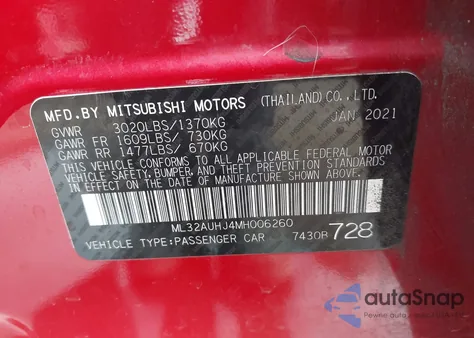 MFD.BY MITSUBISHI MOTORS (THAILAND) CO., LTD.
GVWR 3020LBS/1370KG JAN 2021
GAWR FR 1609LBS/ 730KG
GAWR RR 1477LBS/ 670KG
THIS VEHICLE CONFORMS TO ALL APPLICABLE FEDERAL MOTOR
VEHICLE SAFETY, BUMPER, AND THEFT PREVENTION STANDARDS
IN EFFECT ON THE DATE OF MANUFACTURE SHOWN ABOVE.
ML32AUHJ4MH006260
VEHICLE TYPE:PASSENGER CAR 7430B 728
autoSnap